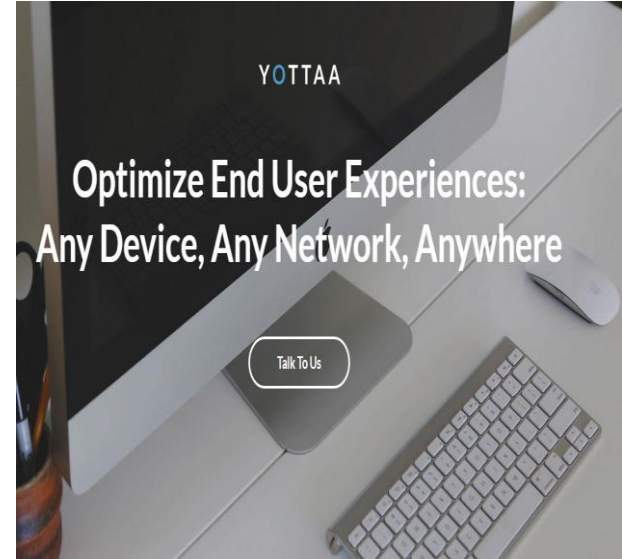 YOTTAA
Optimize End User Experiences:
Any Device, Any Network, Anywhere
Talk To Us